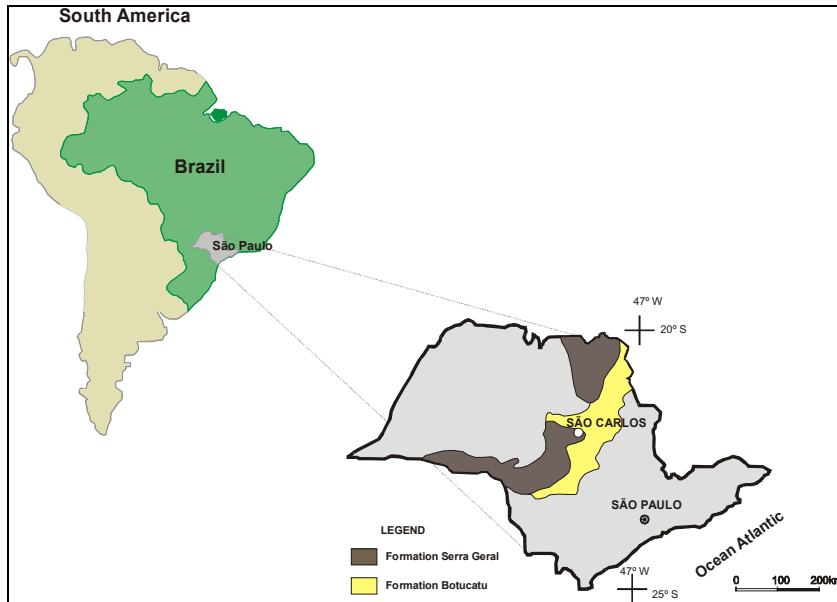 South America
Brazil
São Paulo
47º W
20º S
SÃO CARLOS
SÃO PAULO
LEGEND
Formation Serra Geral
Formation Botucatu
Ocean Atlantic
47º W
25º S
0 100 200km